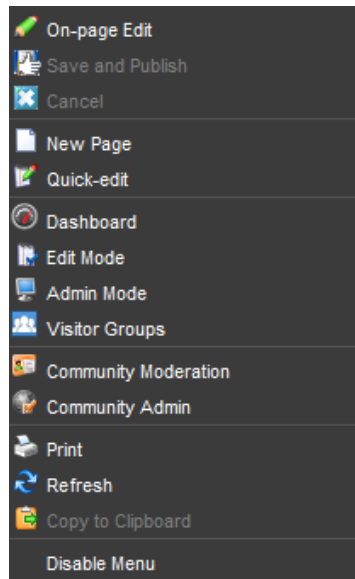 On-page Edit
Save and Publish
Cancel
New Page
Quick-edit
Dashboard
Edit Mode
Admin Mode
Visitor Groups
Community Moderation
Community Admin
Print
Refresh
Copy to Clipboard
Disable Menu